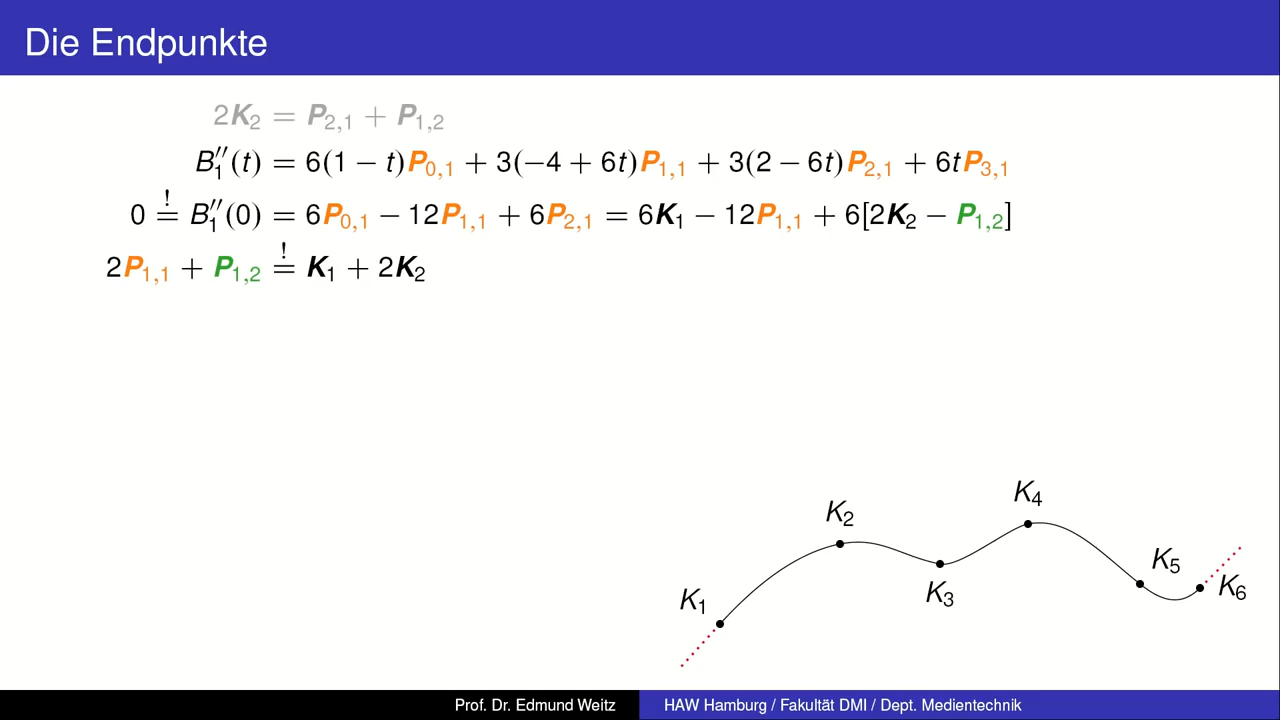 Die Endpunkte
2K₂ = P₂,₁ + P₁,₂
B₁″(t) = 6(1 − t)P₀,₁ + 3(−4 + 6t)P₁,₁ + 3(2 − 6t)P₂,₁ + 6tP₃,₁
0 =! B₁″(0) = 6P₀,₁ − 12P₁,₁ + 6P₂,₁ = 6K₁ − 12P₁,₁ + 6[2K₂ − P₁,₂]
2P₁,₁ + P₁,₂ =! K₁ + 2K₂
K₄
K₂
K₅
K₆
K₃
K₁
Prof. Dr. Edmund Weitz HAW Hamburg / Fakultät DMI / Dept. Medientechnik